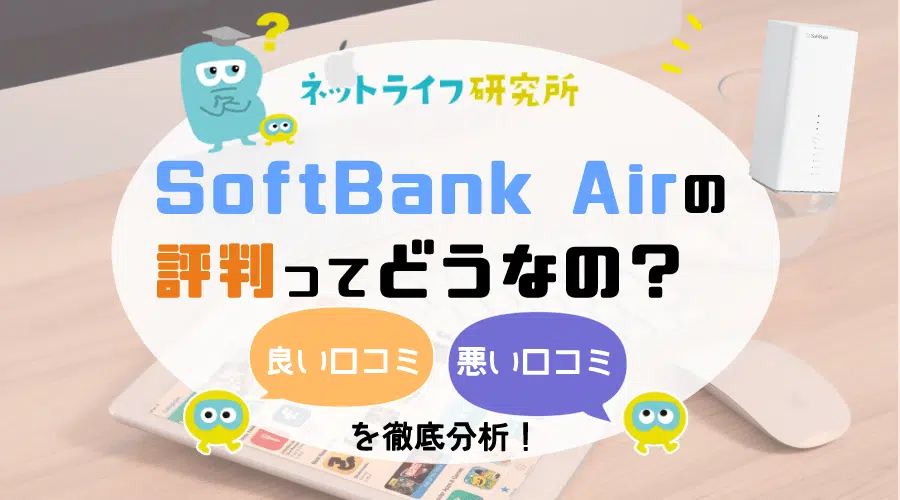 ?
ネットライフ研究所
SoftBank
SoftBank Airの
評判ってどうなの？
良い口コミ
悪い口コミ
を徹底分析！